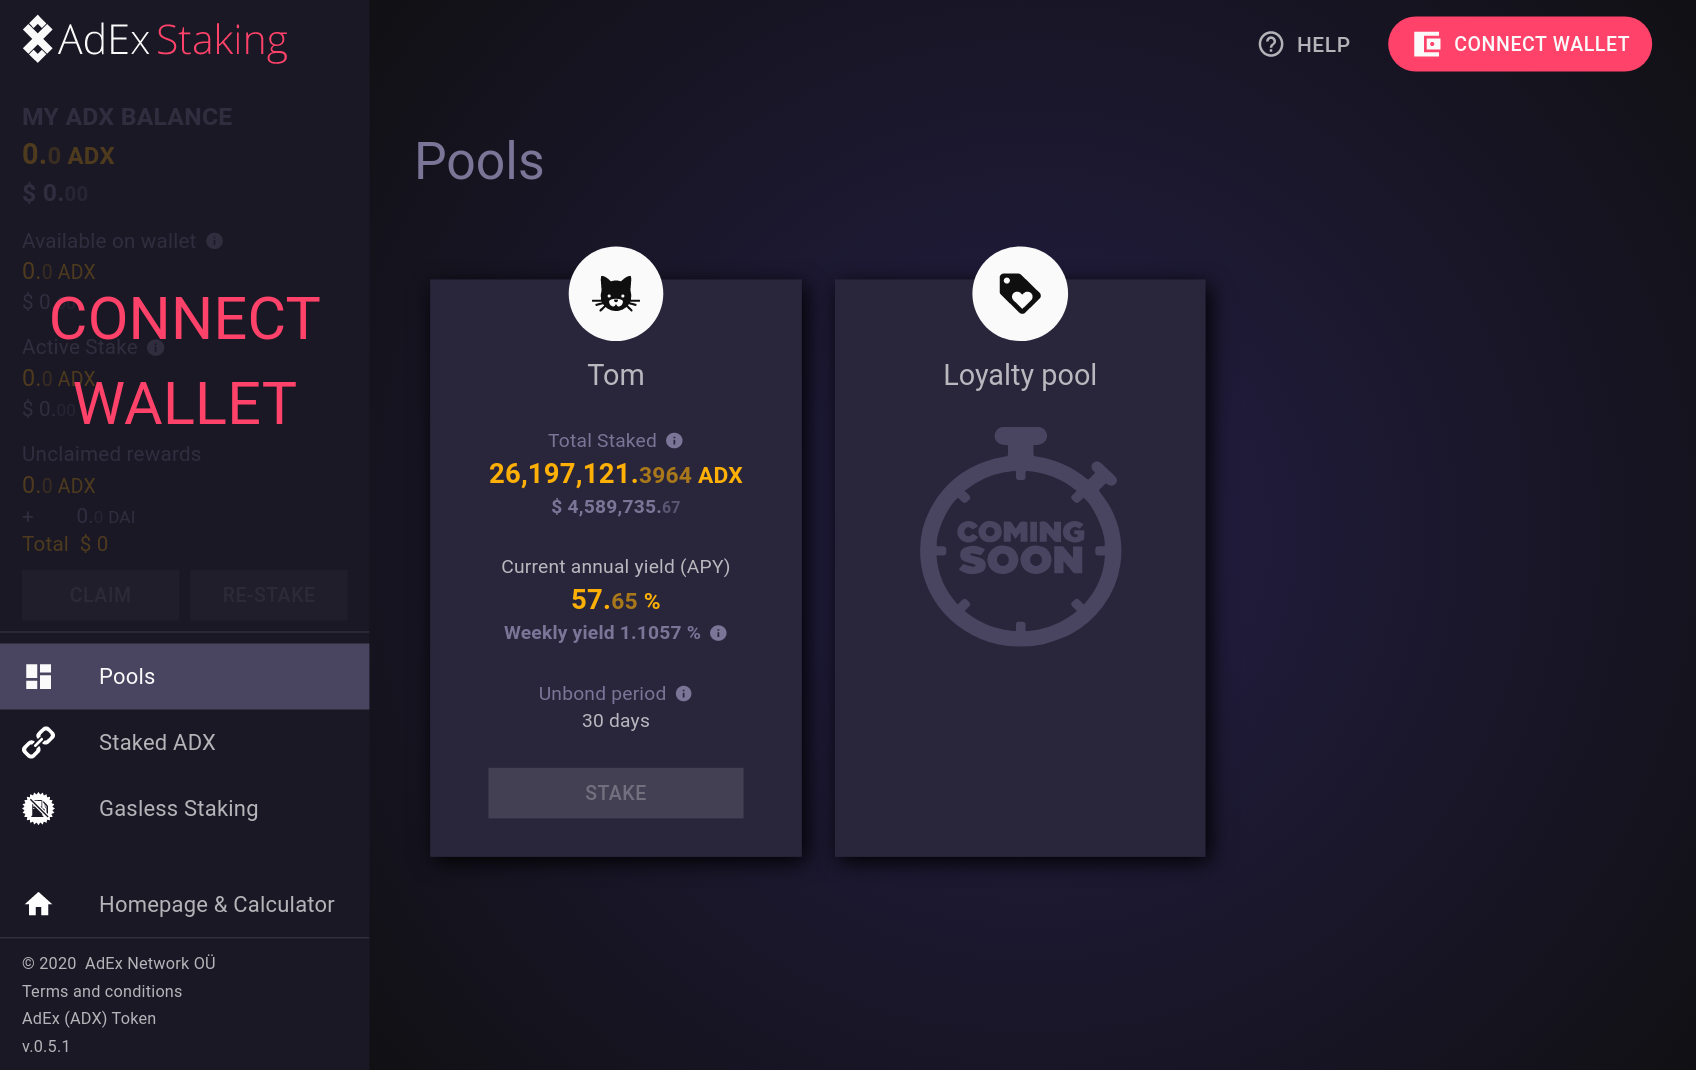 AdEx Staking
MY ADX BALANCE
0.0 ADX
$ 0.00
Available on wallet
0.0 ADX
$ 0.
CONNECT
WALLET
Active Stake
0.0 ADX
$ 0.00
Unclaimed rewards
0.0 ADX
+ 0.0 DAI
Total $ 0
CLAIM
RE-STAKE
Pools
Staked ADX
Gasless Staking
Homepage & Calculator
© 2020 AdEx Network OÜ
Terms and conditions
AdEx (ADX) Token
v.0.5.1
HELP
CONNECT WALLET
Pools
Tom
Total Staked
26,197,121.3964 ADX
$ 4,589,735.67
Current annual yield (APY)
57.65 %
Weekly yield 1.1057 %
Unbond period
30 days
STAKE
Loyalty pool
COMING
SOON